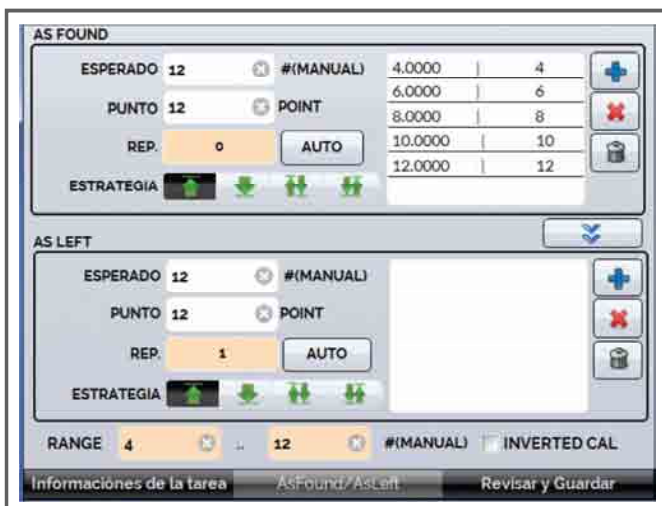 AS FOUND
ESPERADO 12 #(MANUAL)
PUNTO 12 POINT
REP. 0 AUTO
ESTRATEGIA
4.0000 | 4
6.0000 | 6
8.0000 | 8
10.0000 | 10
12.0000 | 12
AS LEFT
ESPERADO 12 #(MANUAL)
PUNTO 12 POINT
REP. 1 AUTO
ESTRATEGIA
RANGE 4 .. 12 #(MANUAL) INVERTED CAL
Informaciónes de la tarea AsFound/AsLeft Revisar y Guardar